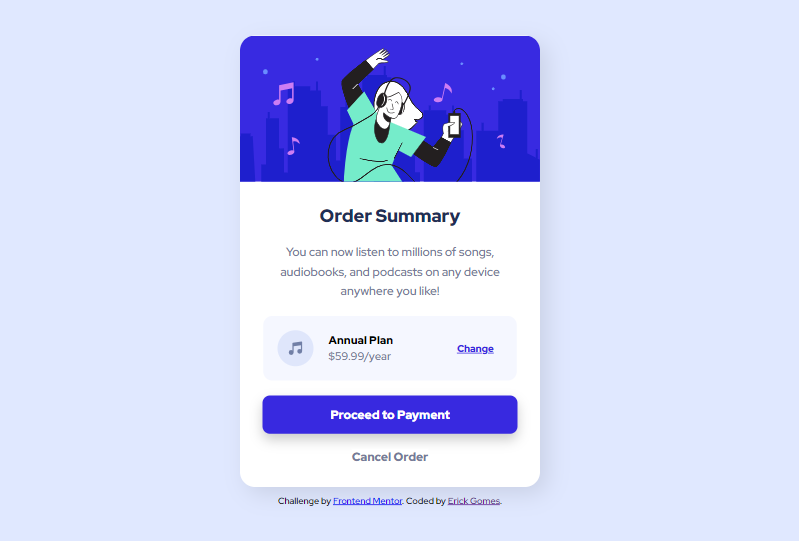 Order Summary
You can now listen to millions of songs,
audiobooks, and podcasts on any device
anywhere you like!
Annual Plan
$59.99/year
Change
Proceed to Payment
Cancel Order
Challenge by Frontend Mentor. Coded by Erick Gomes.